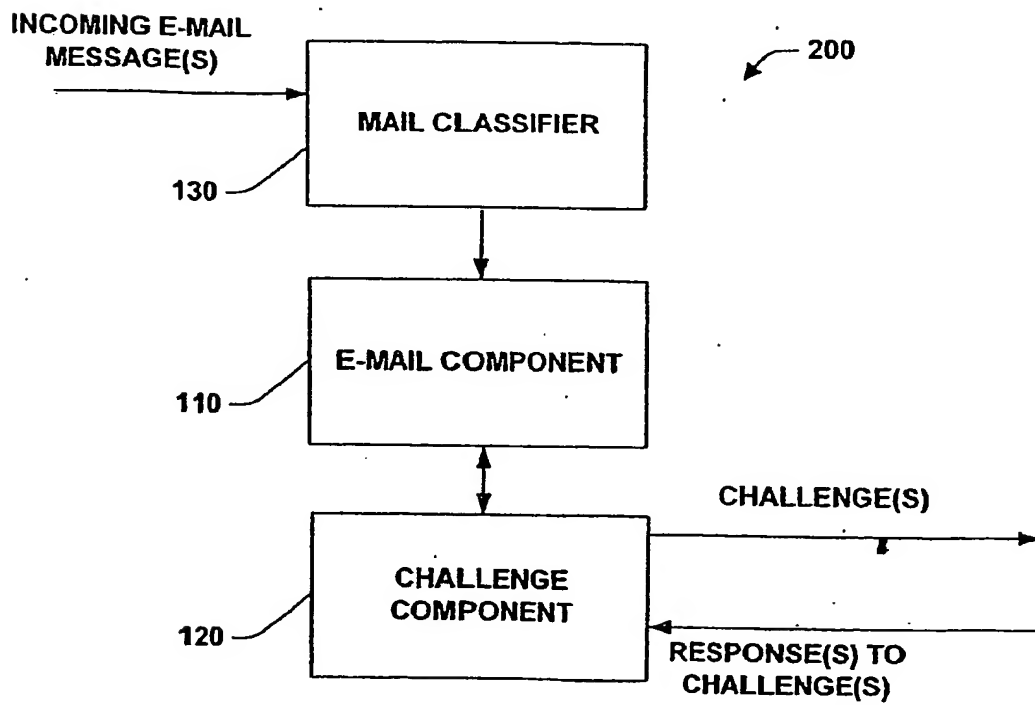 INCOMING E-MAIL
MESSAGE(S)
200
MAIL CLASSIFIER
130
E-MAIL COMPONENT
110
CHALLENGE(S)
CHALLENGE
COMPONENT
120
RESPONSE(S) TO
CHALLENGE(S)